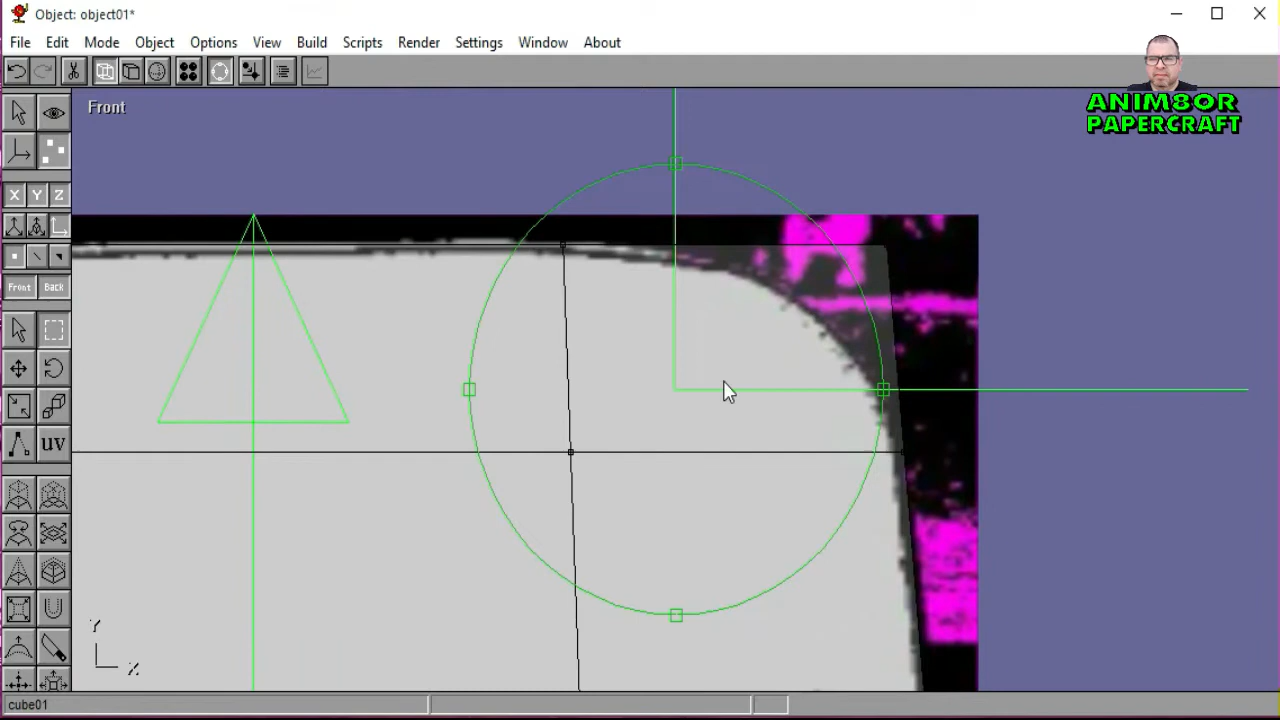 Object: object01*
File Edit Mode Object Options View Build Scripts Render Settings Window About
ANIM8OR
PAPERCRAFT
Front
X Y Z
Front Back
uv
Y
X
cube01